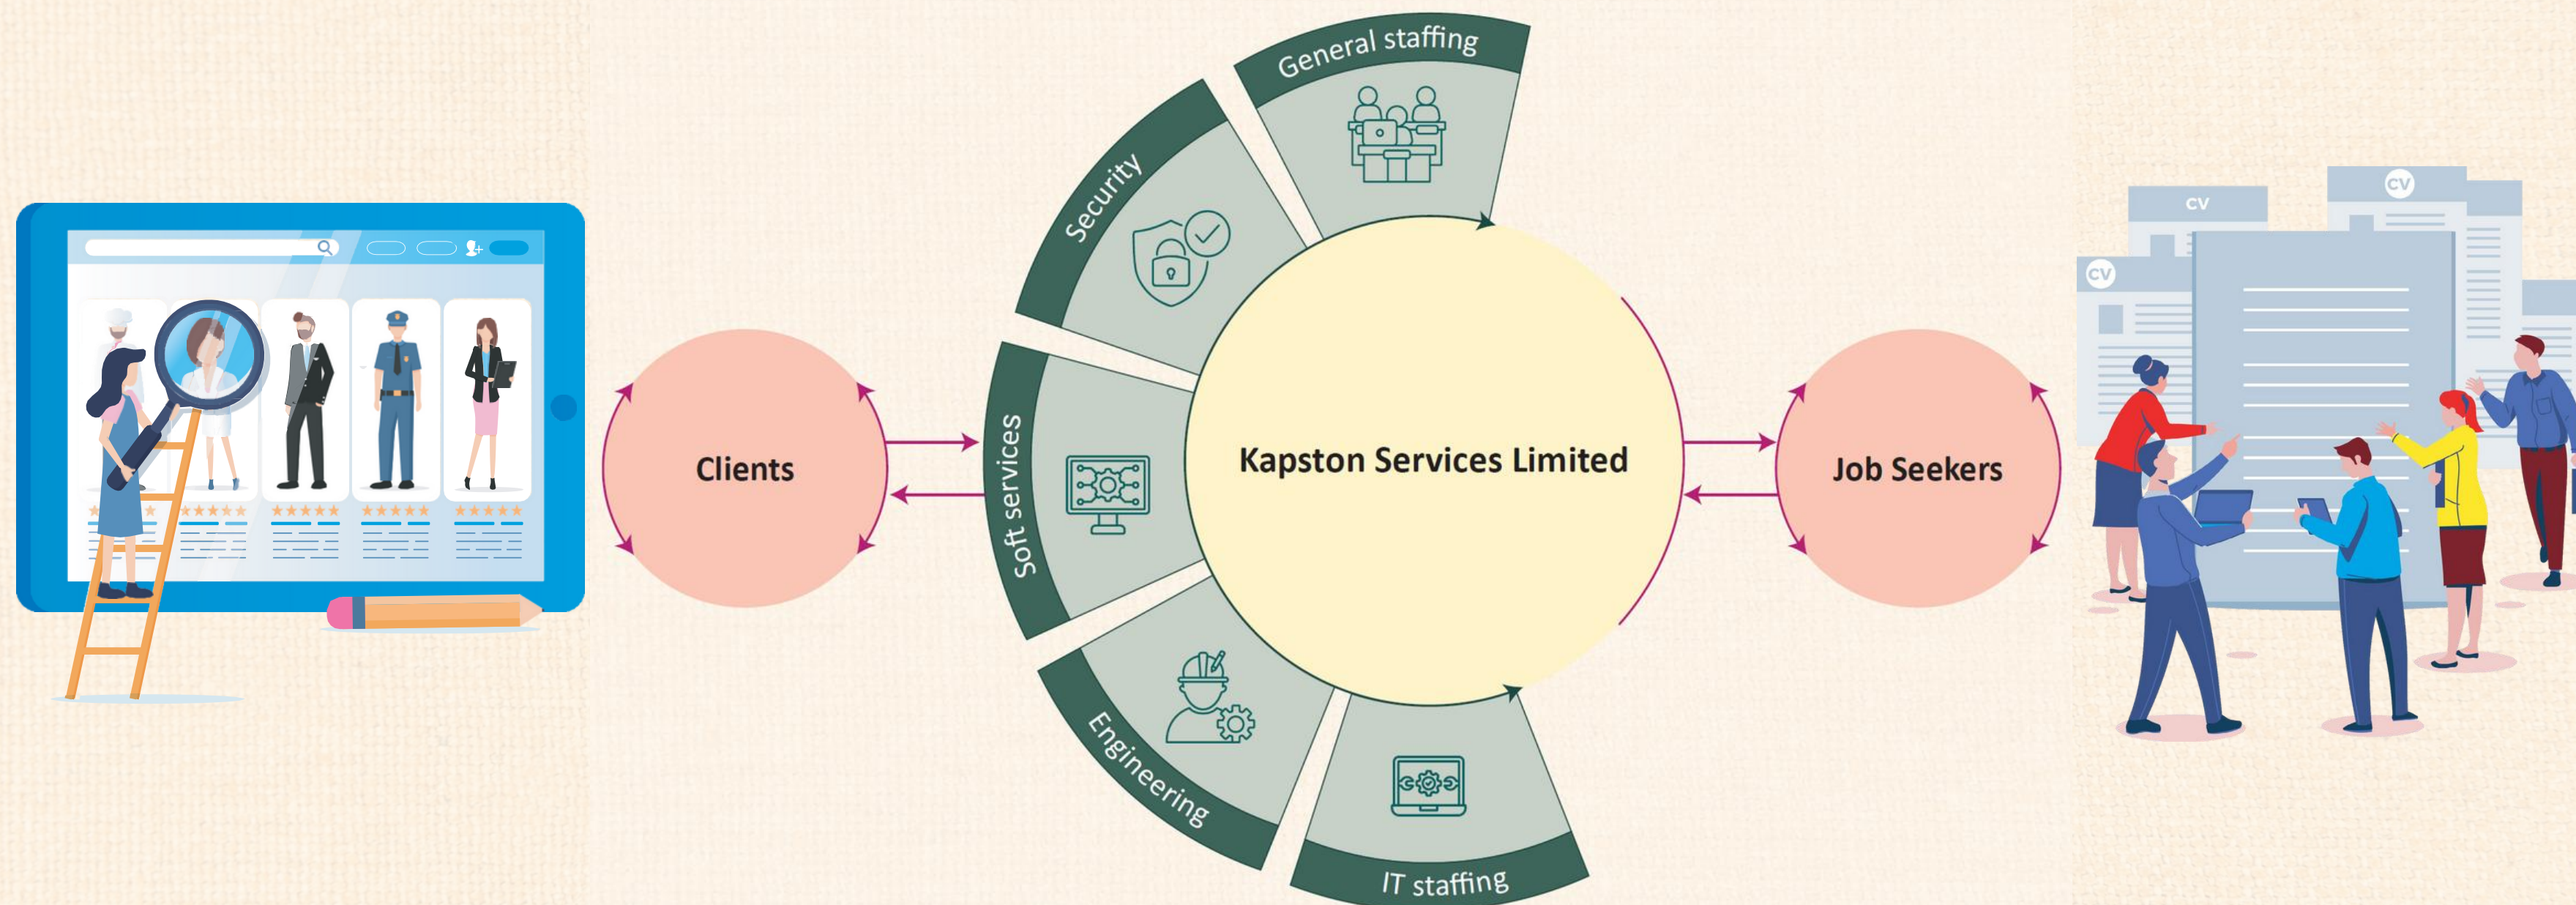 General staffing
Security
Soft services
Engineering
IT staffing
Clients
Kapston Services Limited
Job Seekers
CV
CV
CV